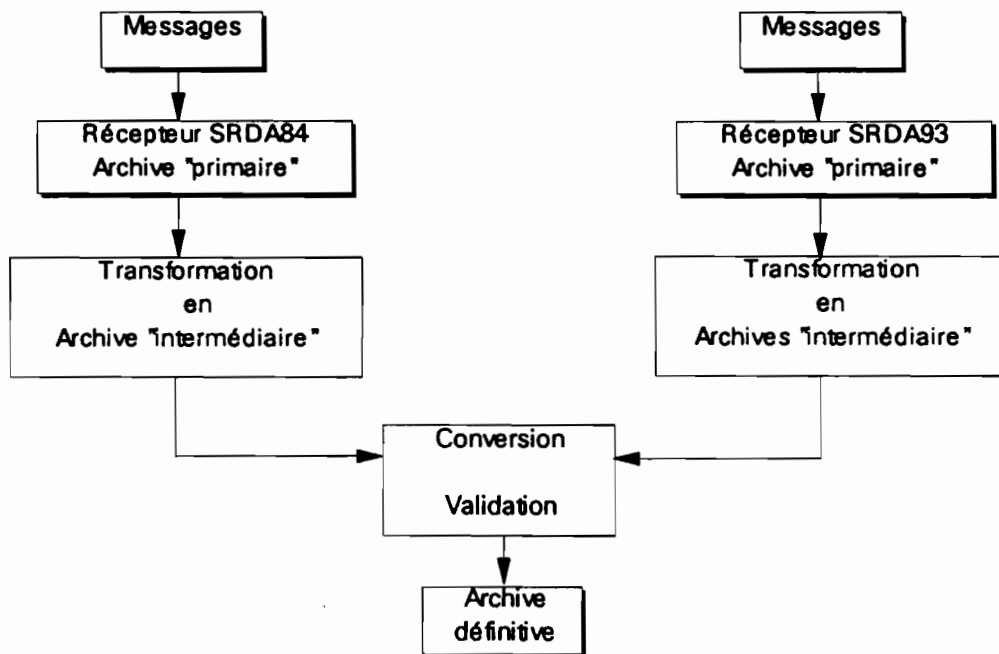 Messages
Récepteur SRDA84
Archive "primaire"
Transformation
en
Archive "intermédiaire"
Messages
Récepteur SRDA93
Archive "primaire"
Transformation
en
Archives "intermédiaire"
Conversion
Validation
Archive
définitive